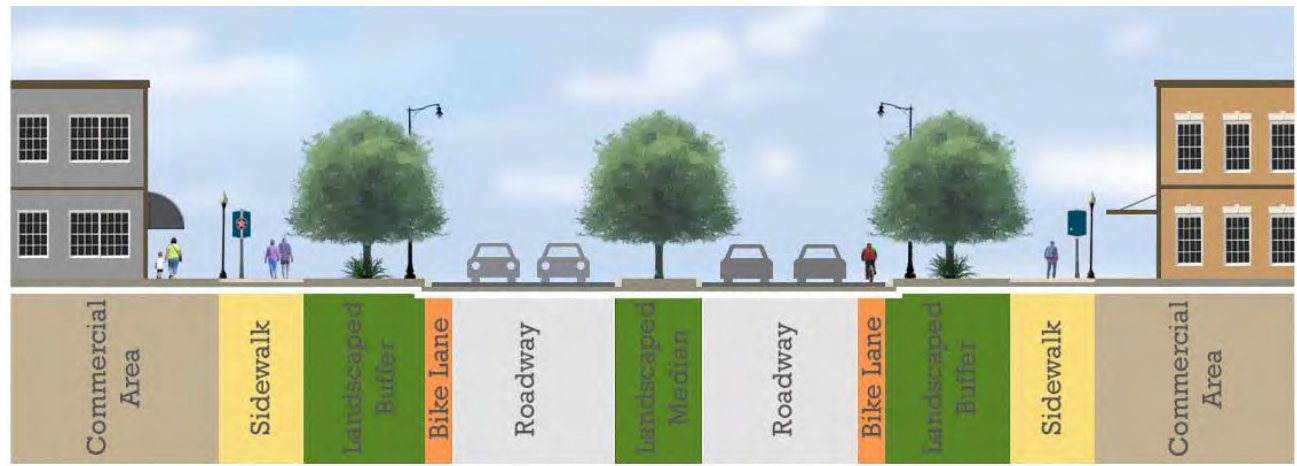 Commercial
Area
Sidewalk
Landscaped
Buffer
Bike Lane
Roadway
Landscaped
Median
Roadway
Bike Lane
Landscaped
Buffer
Sidewalk
Commercial
Area